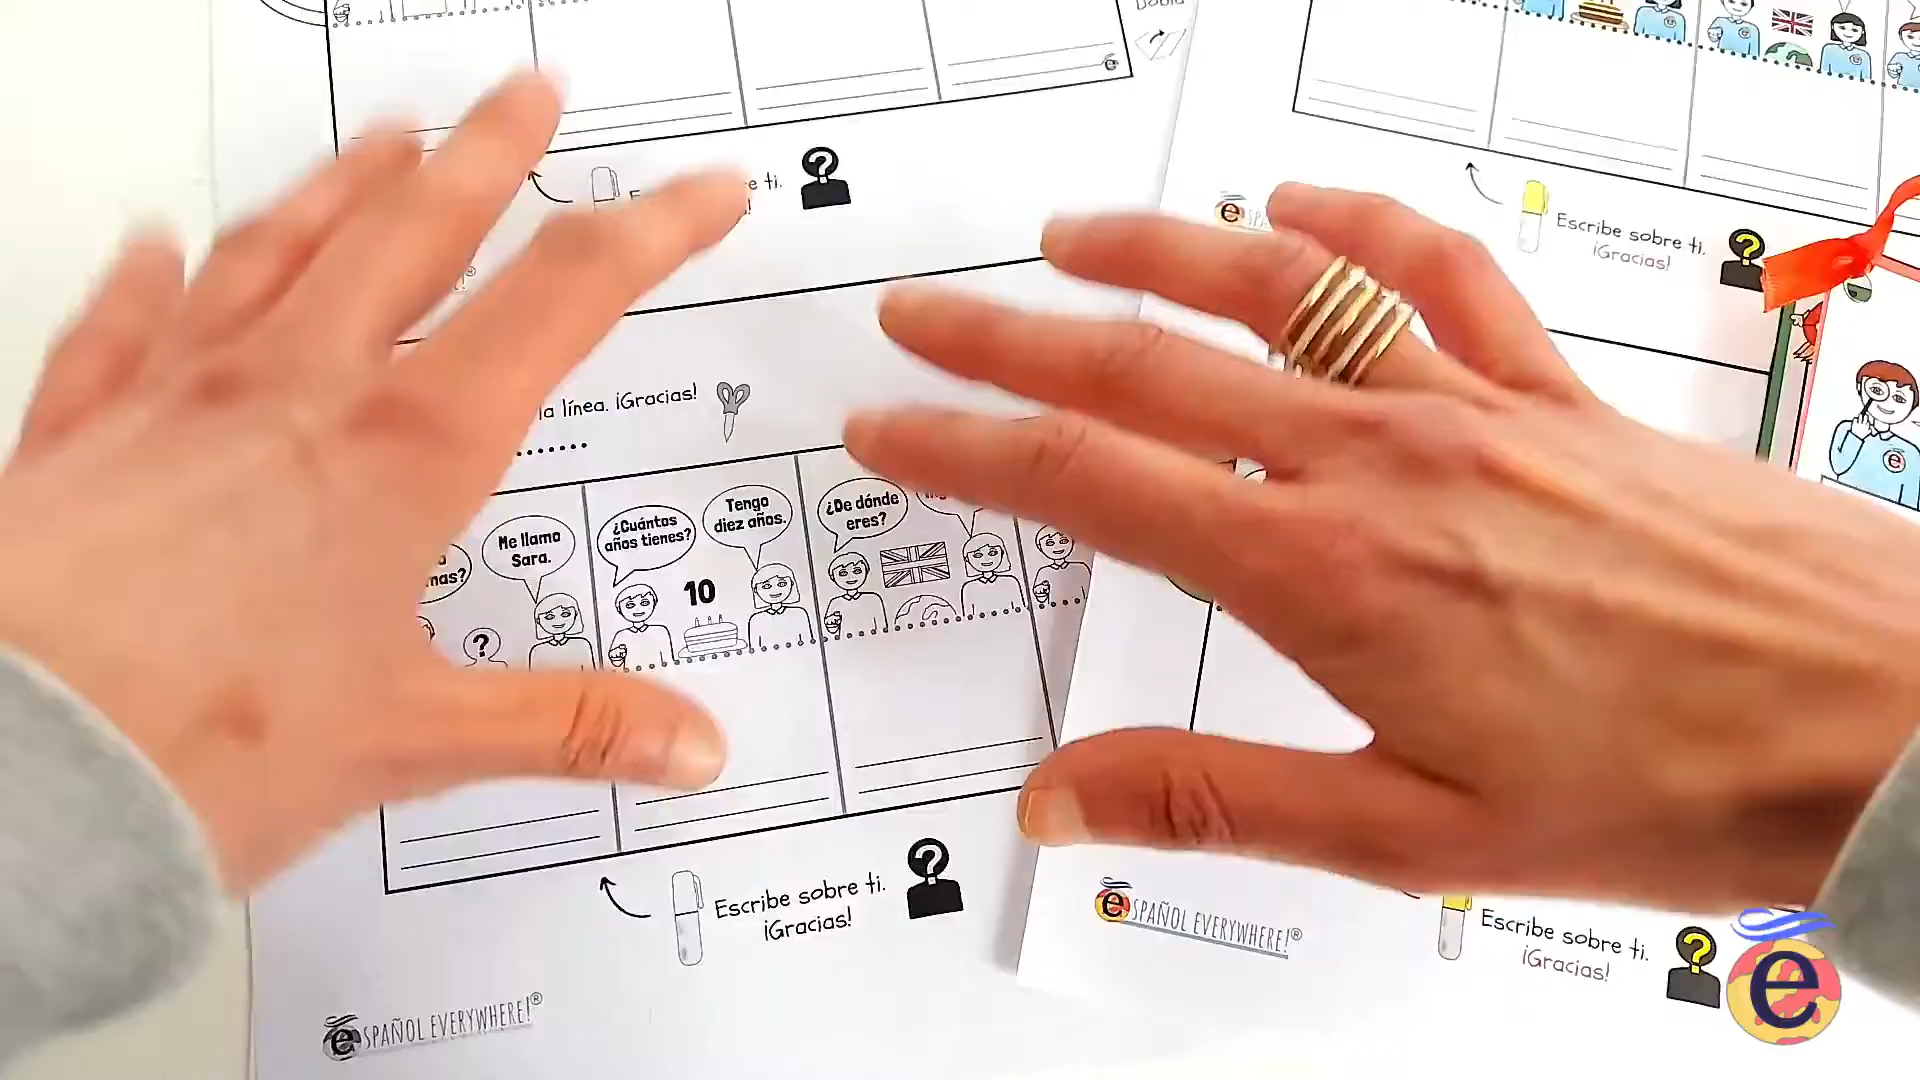 e ti.
Escribe sobre ti.
¡Gracias!
la línea. ¡Gracias!
Me llamo
Sara.
¿Cuántos
años tienes?
Tengo
diez años.
¿De dónde
eres?
10
Escribe sobre ti.
¡Gracias!
ESPAÑOL EVERYWHERE!®
ESPAÑOL EVERYWHERE!®
Escribe sobre ti.
¡Gracias!